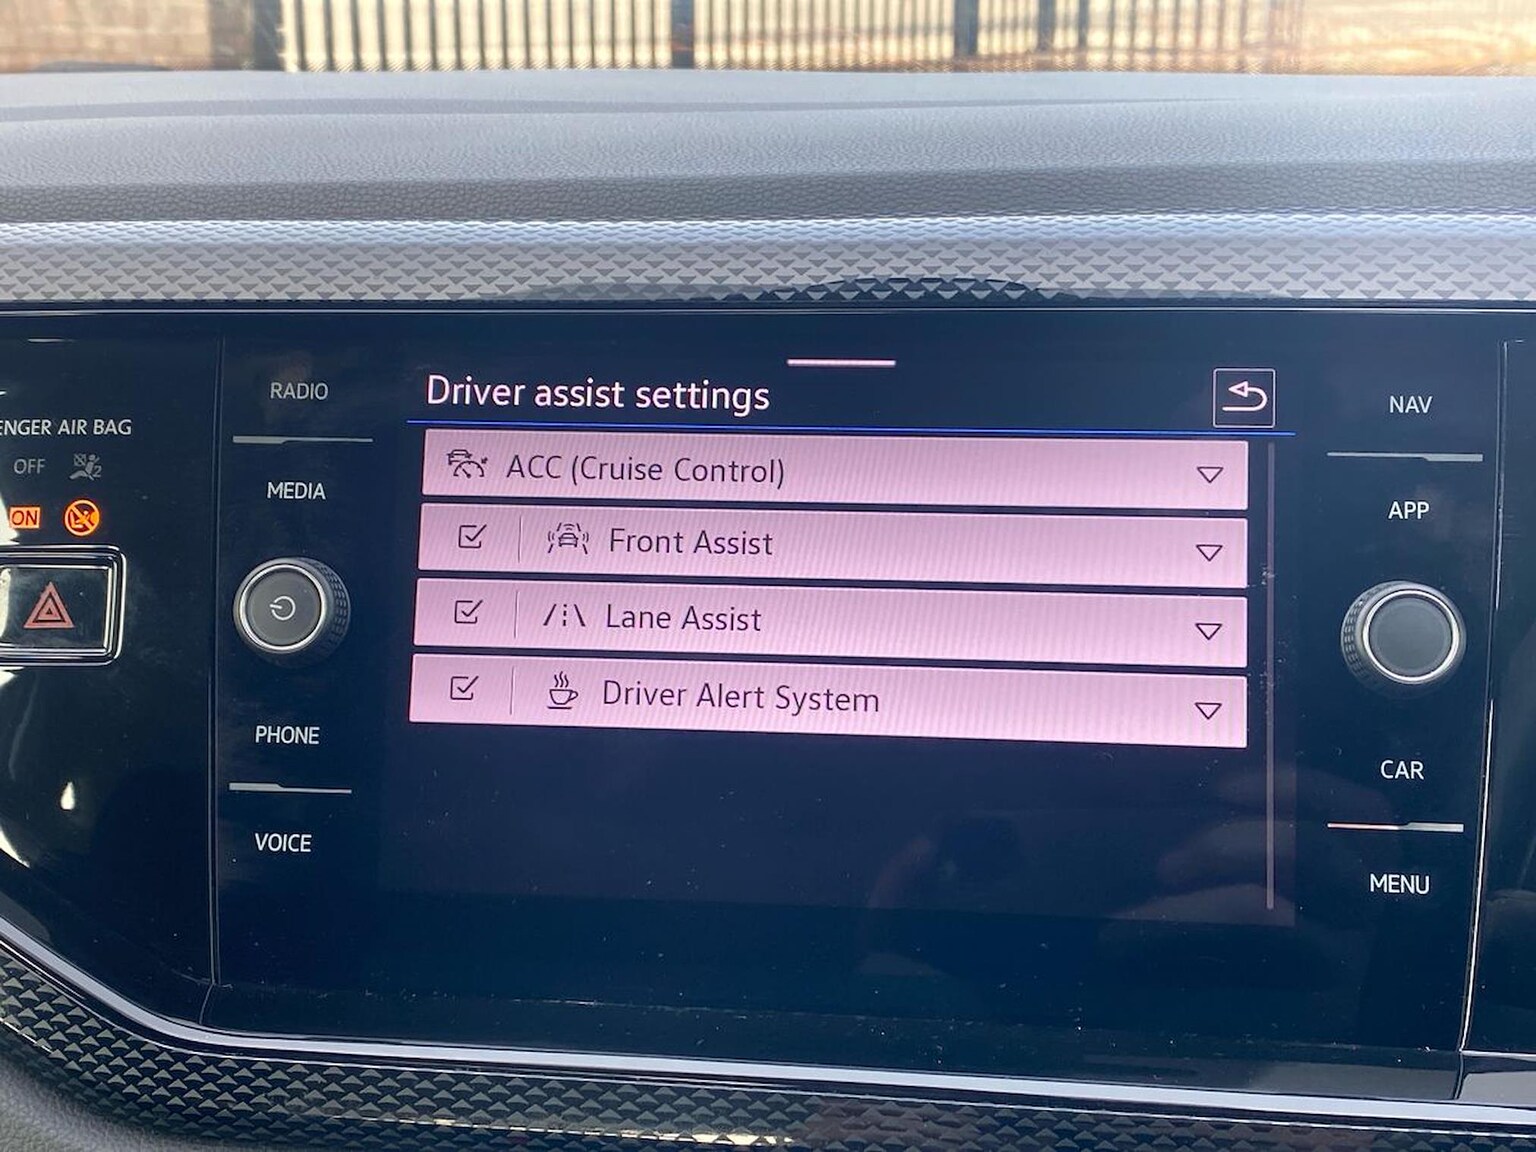 ENGER AIR BAG
OFF
ON
RADIO
MEDIA
PHONE
VOICE
Driver assist settings
ACC (Cruise Control)
Front Assist
Lane Assist
Driver Alert System
NAV
APP
CAR
MENU